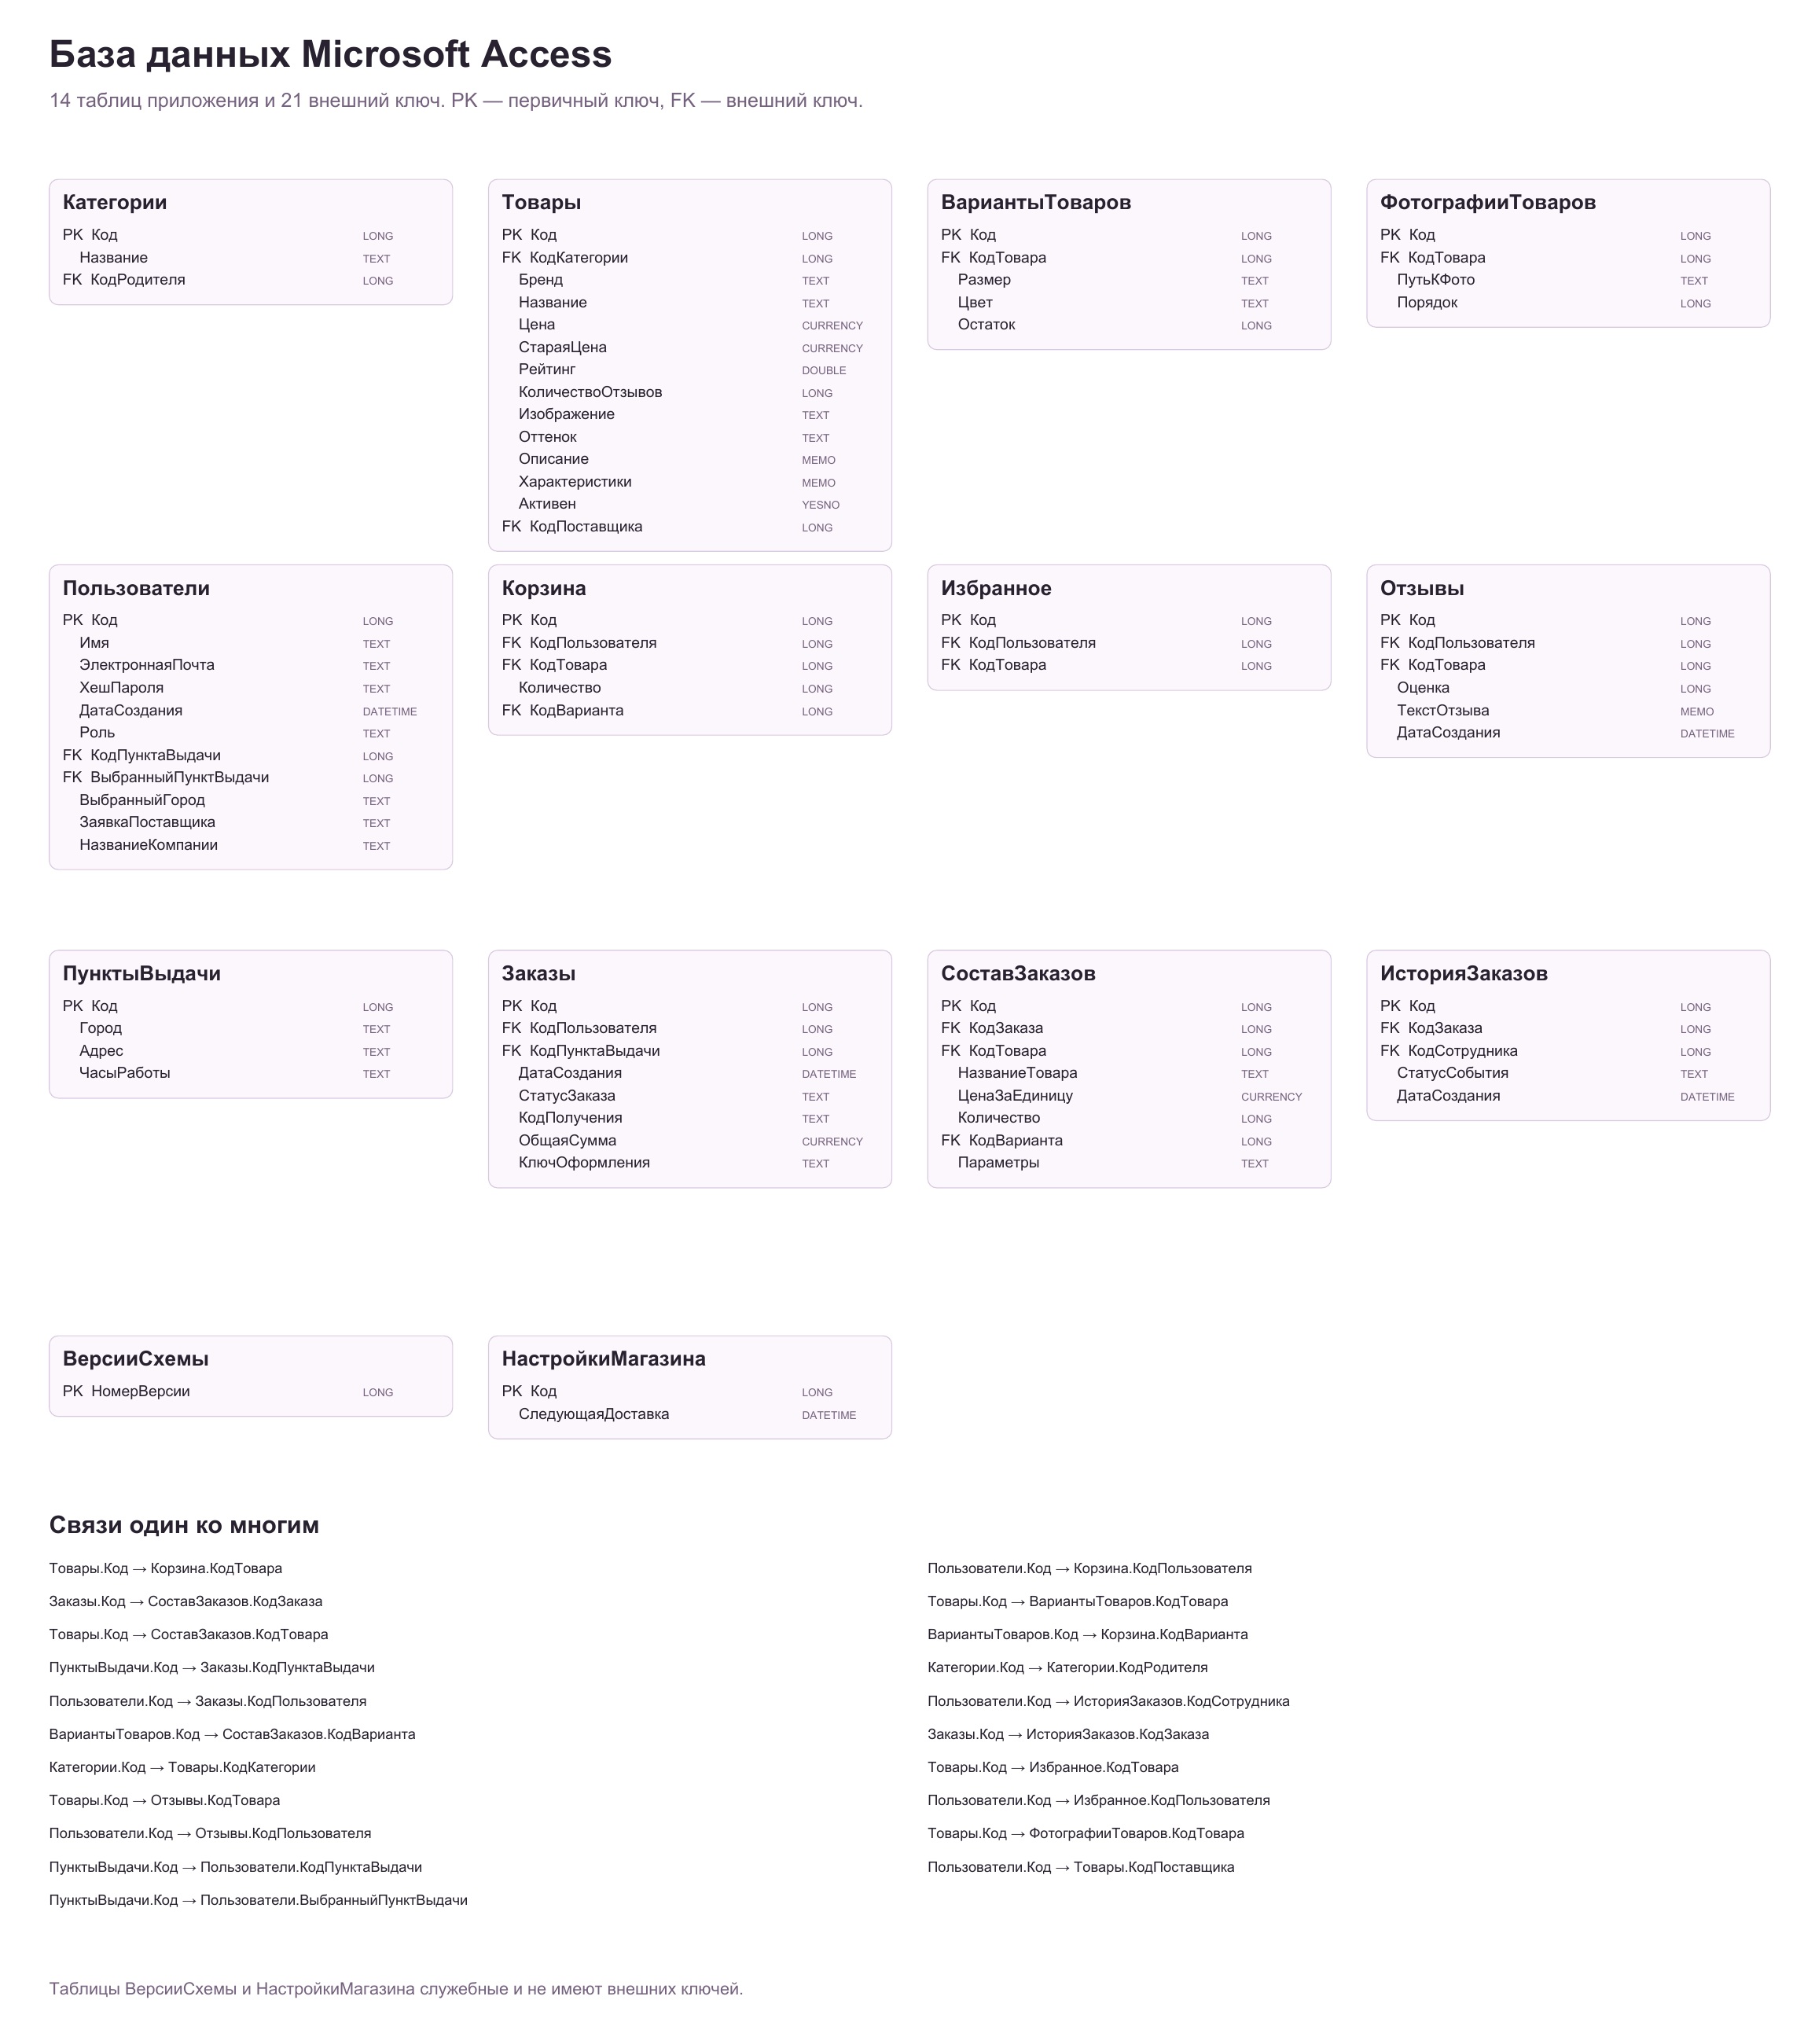 База данных Microsoft Access
14 таблиц приложения и 21 внешний ключ. PK — первичный ключ, FK — внешний ключ.
Категории
PK Код LONG
Название TEXT
FK КодРодителя LONG
Товары
PK Код LONG
FK КодКатегории LONG
Бренд TEXT
Название TEXT
Цена CURRENCY
СтараяЦена CURRENCY
Рейтинг DOUBLE
КоличествоОтзывов LONG
Изображение TEXT
Оттенок TEXT
Описание MEMO
Характеристики MEMO
Активен YESNO
FK КодПоставщика LONG
ВариантыТоваров
PK Код LONG
FK КодТовара LONG
Размер TEXT
Цвет TEXT
Остаток LONG
ФотографииТоваров
PK Код LONG
FK КодТовара LONG
ПутьКФото TEXT
Порядок LONG
Пользователи
PK Код LONG
Имя TEXT
ЭлектроннаяПочта TEXT
ХешПароля TEXT
ДатаСоздания DATETIME
Роль TEXT
FK КодПунктаВыдачи LONG
FK ВыбранныйПунктВыдачи LONG
ВыбранныйГород TEXT
ЗаявкаПоставщика TEXT
НазваниеКомпании TEXT
Корзина
PK Код LONG
FK КодПользователя LONG
FK КодТовара LONG
Количество LONG
FK КодВарианта LONG
Избранное
PK Код LONG
FK КодПользователя LONG
FK КодТовара LONG
Отзывы
PK Код LONG
FK КодПользователя LONG
FK КодТовара LONG
Оценка LONG
ТекстОтзыва MEMO
ДатаСоздания DATETIME
ПунктыВыдачи
PK Код LONG
Город TEXT
Адрес TEXT
ЧасыРаботы TEXT
Заказы
PK Код LONG
FK КодПользователя LONG
FK КодПунктаВыдачи LONG
ДатаСоздания DATETIME
СтатусЗаказа TEXT
КодПолучения TEXT
ОбщаяСумма CURRENCY
КлючОформления TEXT
СоставЗаказов
PK Код LONG
FK КодЗаказа LONG
FK КодТовара LONG
НазваниеТовара TEXT
ЦенаЗаЕдиницу CURRENCY
Количество LONG
FK КодВарианта LONG
Параметры TEXT
ИсторияЗаказов
PK Код LONG
FK КодЗаказа LONG
FK КодСотрудника LONG
СтатусСобытия TEXT
ДатаСоздания DATETIME
ВерсииСхемы
PK НомерВерсии LONG
НастройкиМагазина
PK Код LONG
СледующаяДоставка DATETIME
Связи один ко многим
Товары.Код → Корзина.КодТовара
Заказы.Код → СоставЗаказов.КодЗаказа
Товары.Код → СоставЗаказов.КодТовара
ПунктыВыдачи.Код → Заказы.КодПунктаВыдачи
Пользователи.Код → Заказы.КодПользователя
ВариантыТоваров.Код → СоставЗаказов.КодВарианта
Категории.Код → Товары.КодКатегории
Товары.Код → Отзывы.КодТовара
Пользователи.Код → Отзывы.КодПользователя
ПунктыВыдачи.Код → Пользователи.КодПунктаВыдачи
ПунктыВыдачи.Код → Пользователи.ВыбранныйПунктВыдачи
Пользователи.Код → Корзина.КодПользователя
Товары.Код → ВариантыТоваров.КодТовара
ВариантыТоваров.Код → Корзина.КодВарианта
Категории.Код → Категории.КодРодителя
Пользователи.Код → ИсторияЗаказов.КодСотрудника
Заказы.Код → ИсторияЗаказов.КодЗаказа
Товары.Код → Избранное.КодТовара
Пользователи.Код → Избранное.КодПользователя
Товары.Код → ФотографииТоваров.КодТовара
Пользователи.Код → Товары.КодПоставщика
Таблицы ВерсииСхемы и НастройкиМагазина служебные и не имеют внешних ключей.